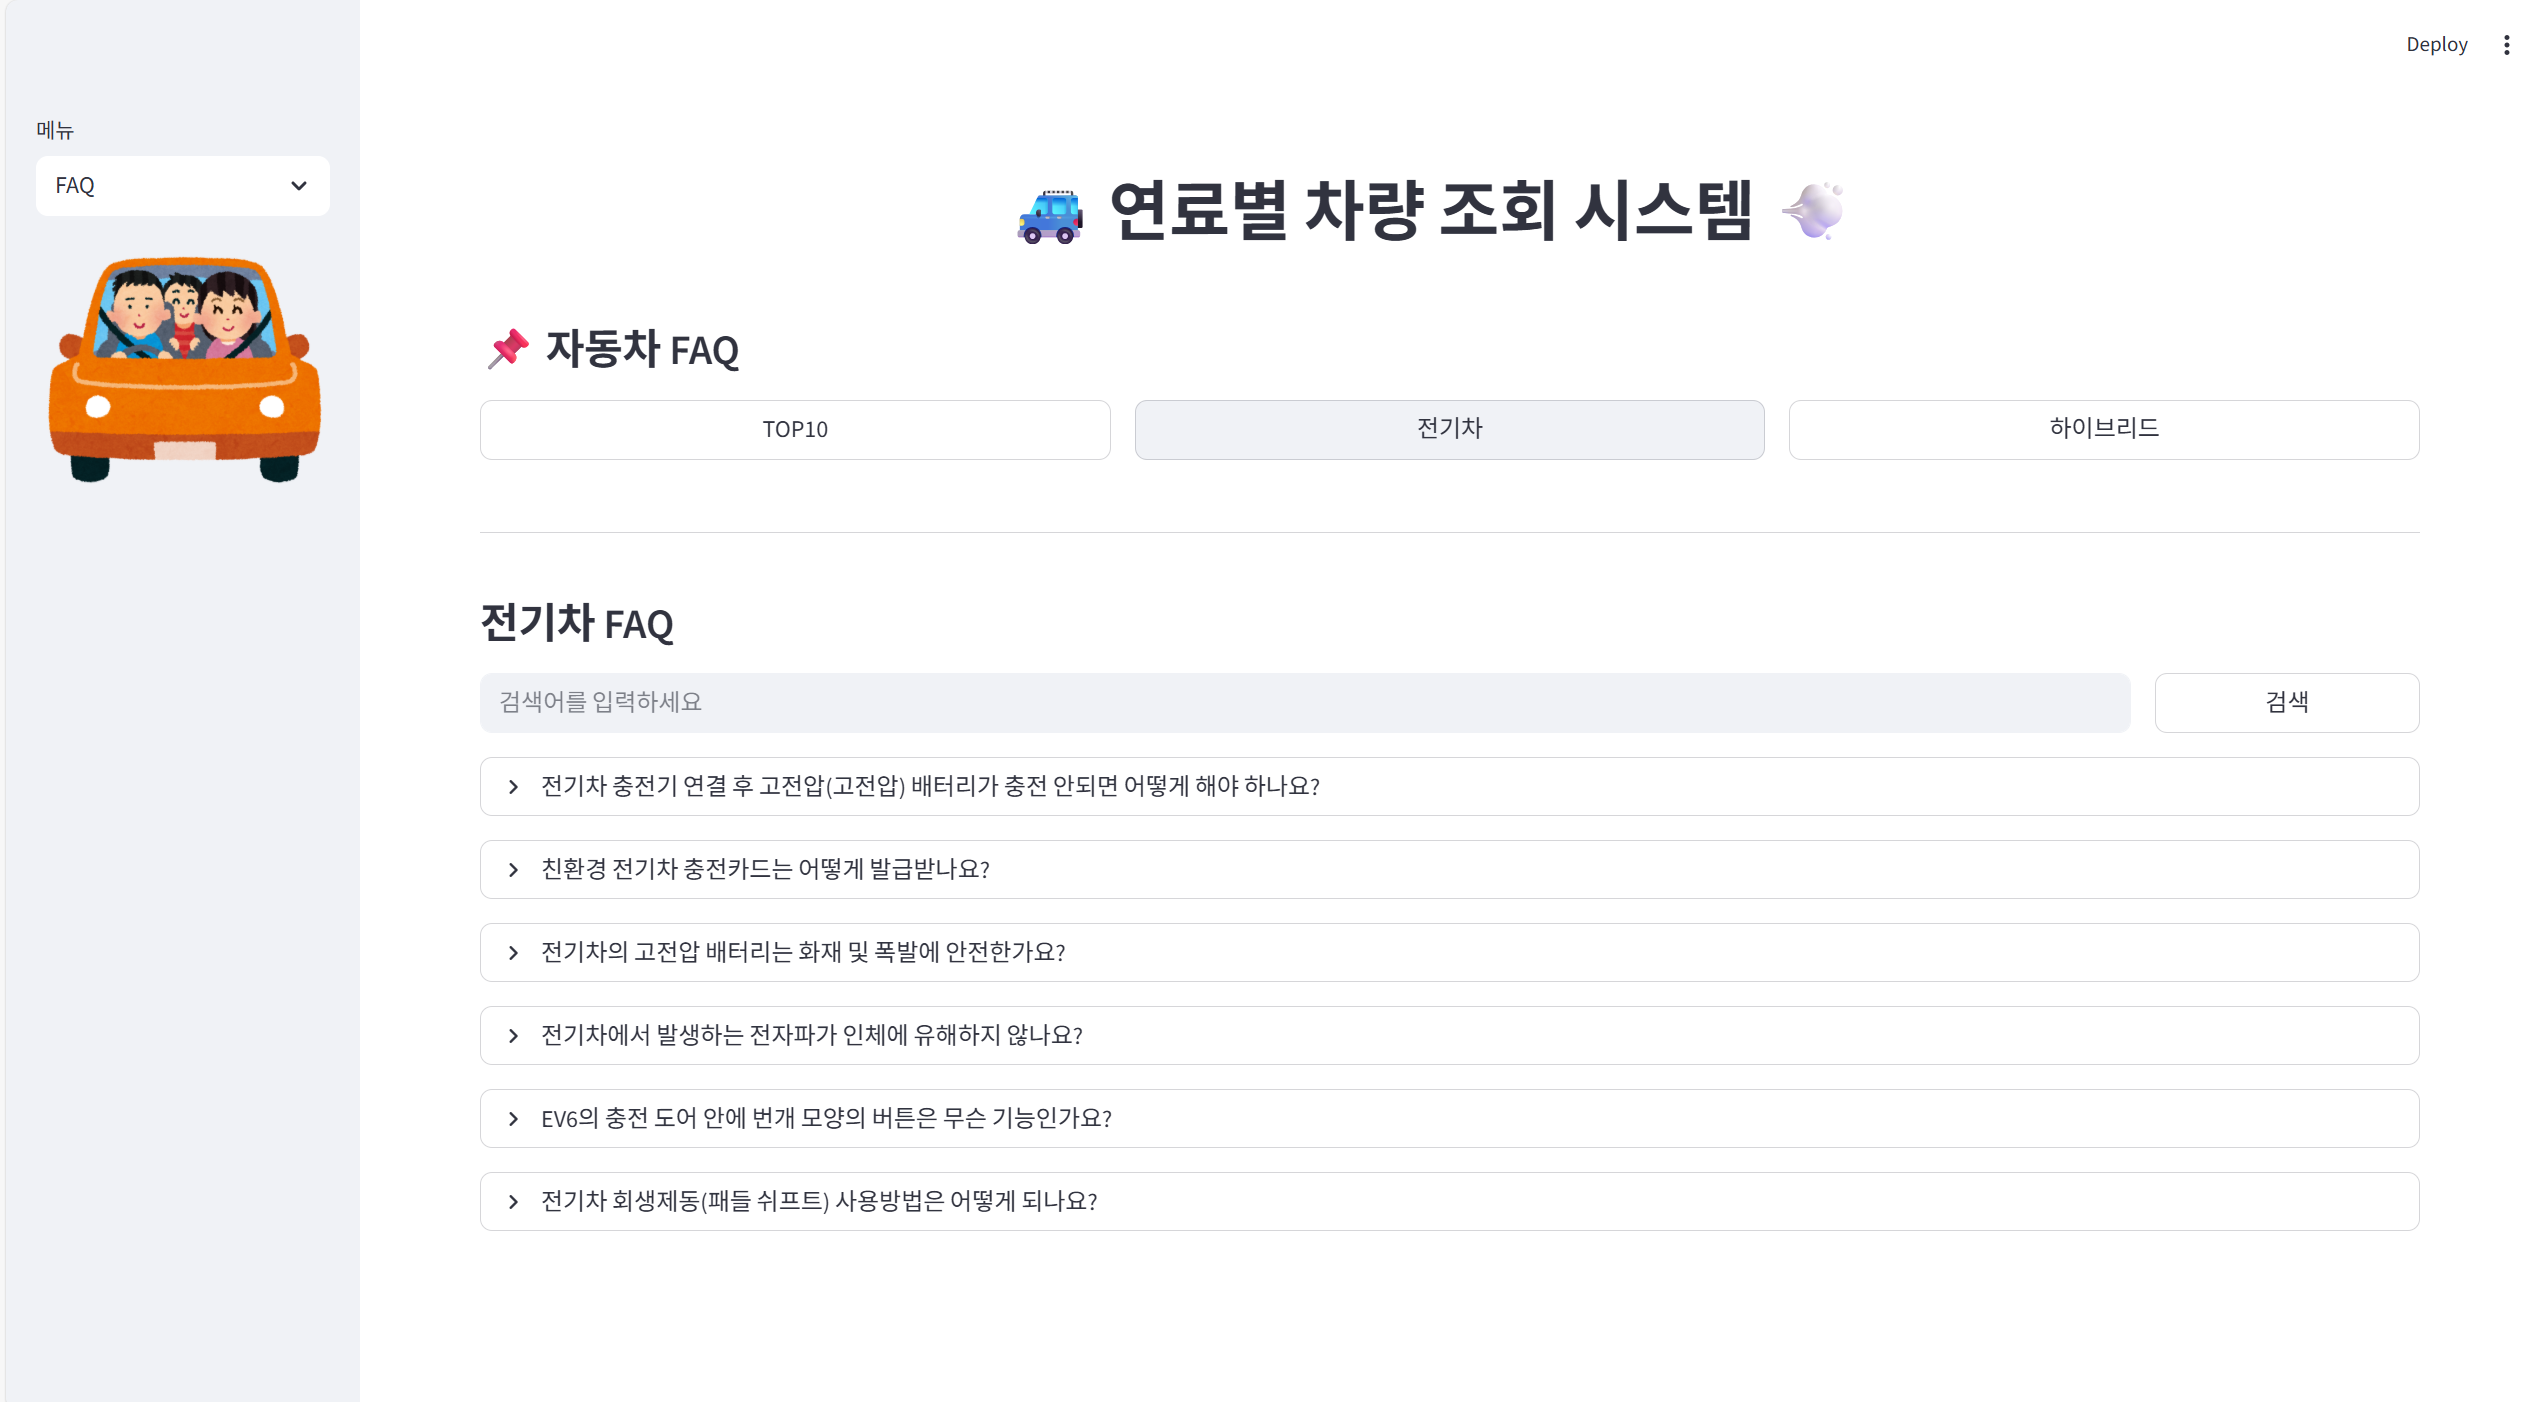 Deploy
메뉴
FAQ
연료별 차량 조회 시스템
자동차 FAQ
TOP10
전기차
하이브리드
전기차 FAQ
검색어를 입력하세요
검색
전기차 충전기 연결 후 고전압(고전압) 배터리가 충전 안되면 어떻게 해야 하나요?
친환경 전기차 충전카드는 어떻게 발급받나요?
전기차의 고전압 배터리는 화재 및 폭발에 안전한가요?
전기차에서 발생하는 전자파가 인체에 유해하지 않나요?
EV6의 충전 도어 안에 번개 모양의 버튼은 무슨 기능인가요?
전기차 회생제동(패들 쉬프트) 사용방법은 어떻게 되나요?